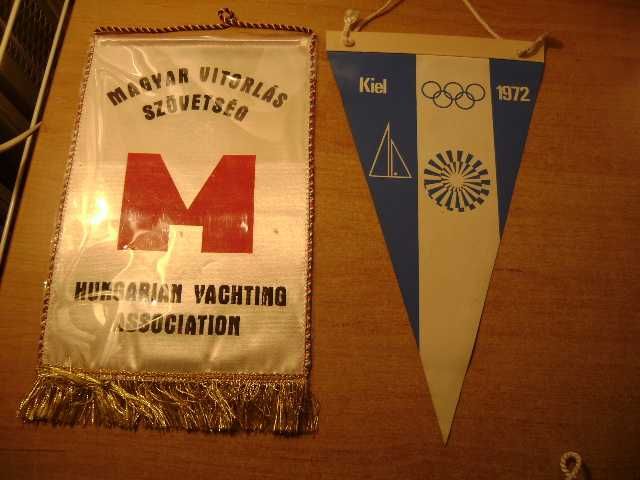 MAGYAR VITORLÁS
SZÖVETSÉG
M
HUNGARIAN YACHTING
ASSOCIATION
Kiel
1972